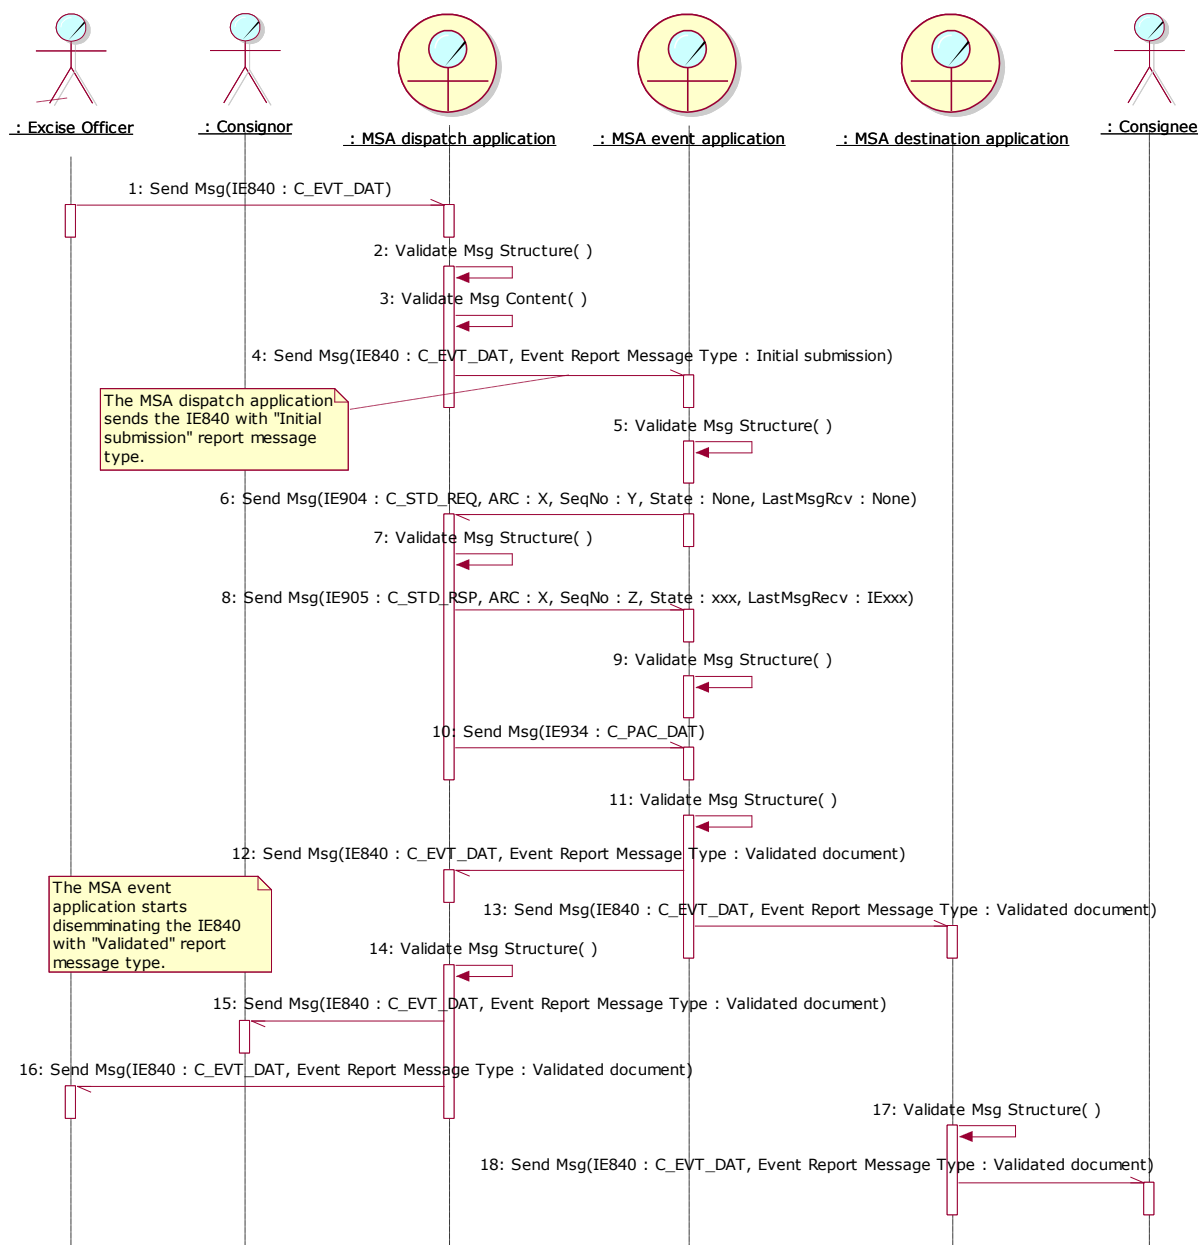 : Excise Officer
: Consignor
: MSA dispatch application
: MSA event application
: MSA destination application
: Consignee
1: Send Msg(IE840 : C_EVT_DAT)
2: Validate Msg Structure( )
3: Validate Msg Content( )
4: Send Msg(IE840 : C_EVT_DAT, Event Report Message Type : Initial submission)
The MSA dispatch application
sends the IE840 with "Initial
submission" report message
type.
5: Validate Msg Structure( )
6: Send Msg(IE904 : C_STD_REQ, ARC : X, SeqNo : Y, State : None, LastMsgRcv : None)
7: Validate Msg Structure( )
8: Send Msg(IE905 : C_STD_RSP, ARC : X, SeqNo : Z, State : xxx, LastMsgRecv : IExxx)
9: Validate Msg Structure( )
10: Send Msg(IE934 : C_PAC_DAT)
11: Validate Msg Structure( )
12: Send Msg(IE840 : C_EVT_DAT, Event Report Message Type : Validated document)
The MSA event
application starts
disemminating the IE840
with "Validated" report
message type.
13: Send Msg(IE840 : C_EVT_DAT, Event Report Message Type : Validated document)
14: Validate Msg Structure( )
15: Send Msg(IE840 : C_EVT_DAT, Event Report Message Type : Validated document)
16: Send Msg(IE840 : C_EVT_DAT, Event Report Message Type : Validated document)
17: Validate Msg Structure( )
18: Send Msg(IE840 : C_EVT_DAT, Event Report Message Type : Validated document)